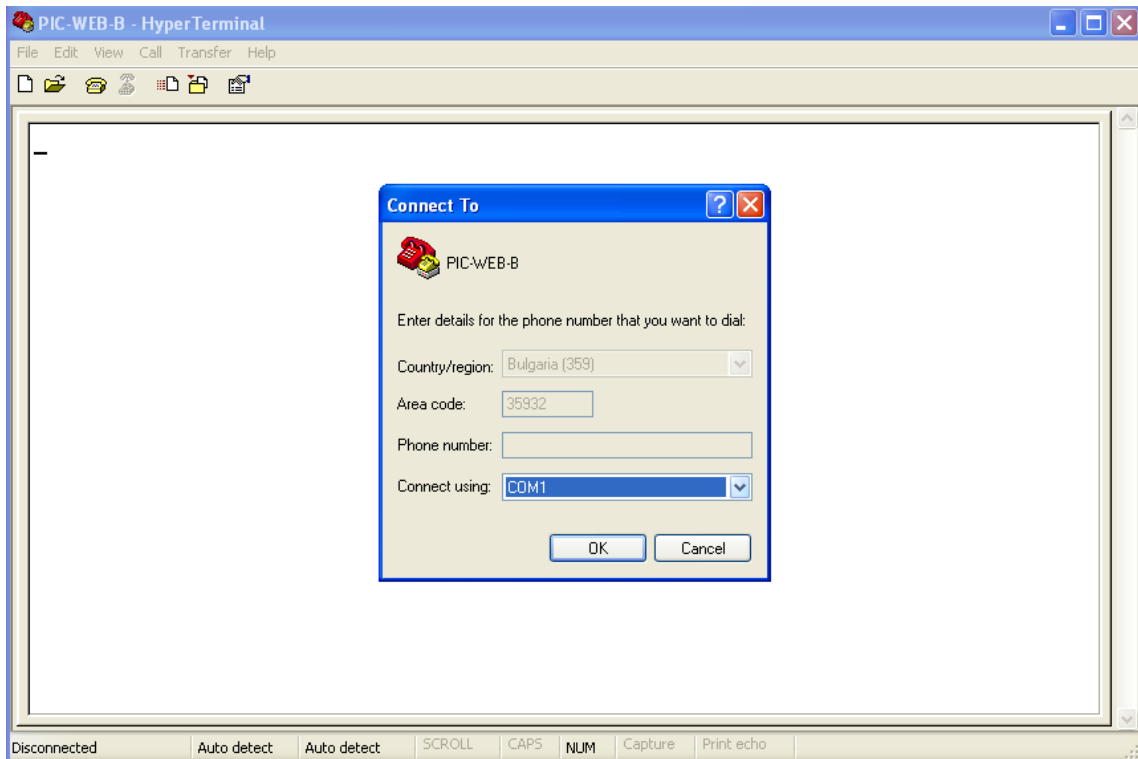 PIC-WEB-B - HyperTerminal
File Edit View Call Transfer Help
Connect To
PIC-WEB-B
Enter details for the phone number that you want to dial:
Country/region: Bulgaria (359)
Area code: 35932
Phone number:
Connect using: COM1
OK Cancel
Disconnected Auto detect Auto detect SCROLL CAPS NUM Capture Print echo